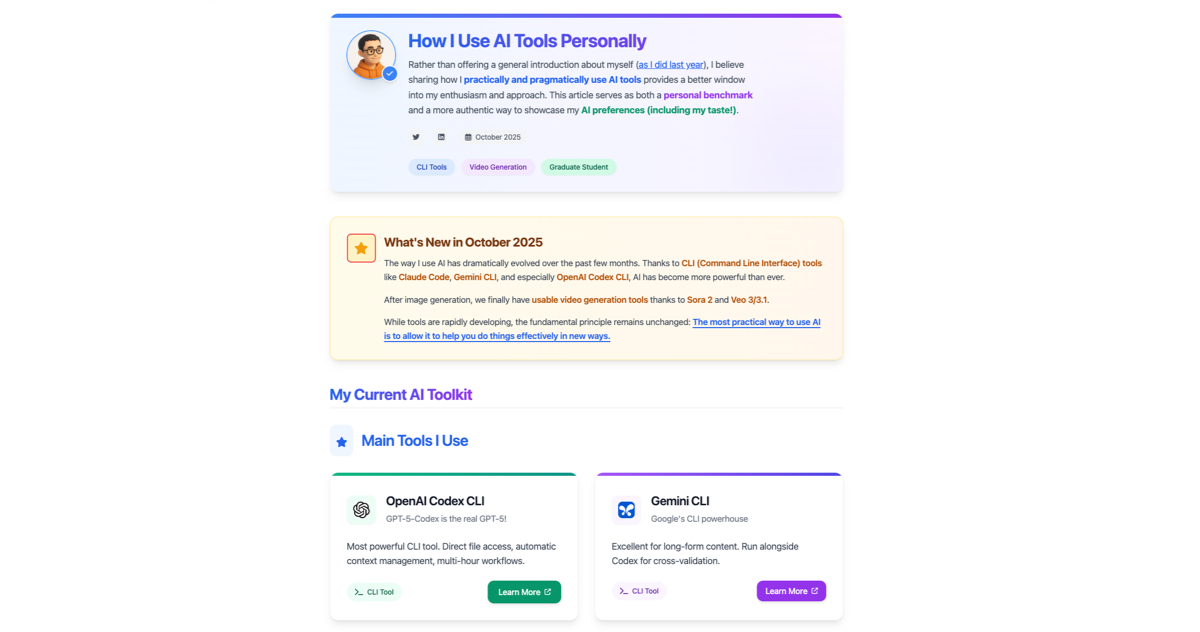 How I Use AI Tools Personally
Rather than offering a general introduction about myself (as I did last year), I believe
sharing how I practically and pragmatically use AI tools provides a better window
into my enthusiasm and approach. This article serves as both a personal benchmark
and a more authentic way to showcase my AI preferences (including my taste!).
October 2025
CLI Tools
Video Generation
Graduate Student
What's New in October 2025
The way I use AI has dramatically evolved over the past few months. Thanks to CLI (Command Line Interface) tools
like Claude Code, Gemini CLI, and especially OpenAI Codex CLI, AI has become more powerful than ever.
After image generation, we finally have usable video generation tools thanks to Sora 2 and Veo 3/3.1.
While tools are rapidly developing, the fundamental principle remains unchanged: The most practical way to use AI
is to allow it to help you do things effectively in new ways.
My Current AI Toolkit
Main Tools I Use
OpenAI Codex CLI
GPT-5-Codex is the real GPT-5!
Most powerful CLI tool. Direct file access, automatic
context management, multi-hour workflows.
CLI Tool
Learn More
Gemini CLI
Google's CLI powerhouse
Excellent for long-form content. Run alongside
Codex for cross-validation.
CLI Tool
Learn More